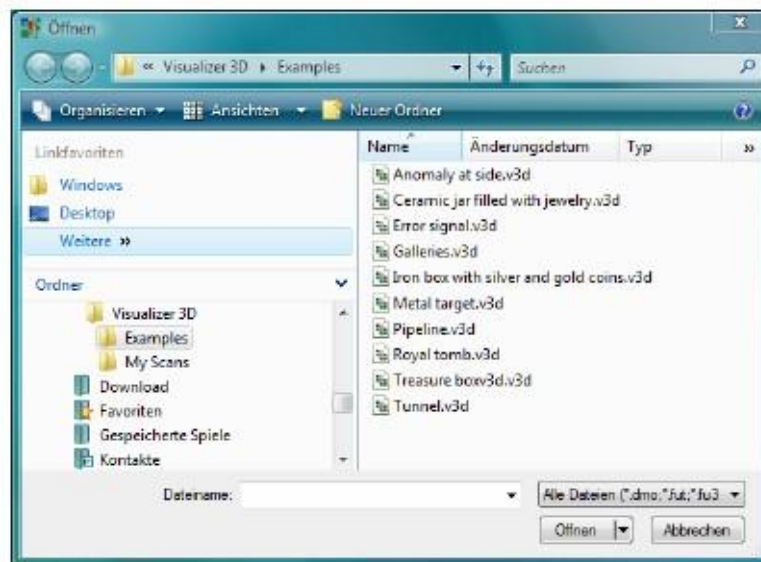 Öffnen
« Visualizer 3D ▸ Examples
Suchen
Organisieren Ansichten Neuer Ordner
Linkfavoriten
Windows
Desktop
Weitere »
Ordner
Visualizer 3D
Examples
My Scans
Download
Favoriten
Gespeicherte Spiele
Kontakte
Name Änderungsdatum Typ »
Anomaly at side.v3d
Ceramic jar filled with jewelry.v3d
Error signal.v3d
Galleries.v3d
Iron box with silver and gold coins.v3d
Metal target.v3d
Pipeline.v3d
Royal tomb.v3d
Treasure boxv3d.v3d
Tunnel.v3d
Dateiname:
Alle Dateien (*.dmo;*.fut;*.fu3
Öffnen Abbrechen